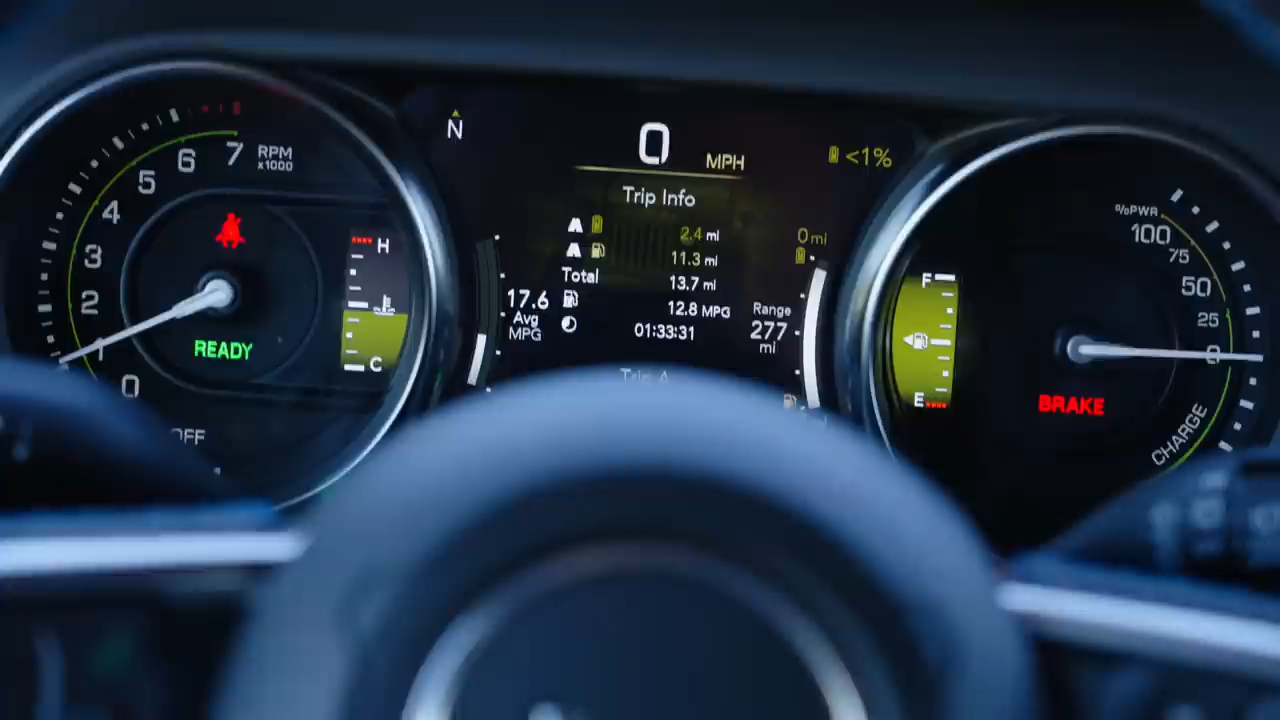 7 RPM
x1000
6
5
4
3
2
1
0
READY
H
C
N
0 MPH
<1%
Trip Info
2.4 mi
11.3 mi
Total 13.7 mi
12.8 MPG
01:33:31
17.6
Avg
MPG
0 mi
Range
277
mi
F
E
%PWR
100
75
50
25
0
CHARGE
BRAKE